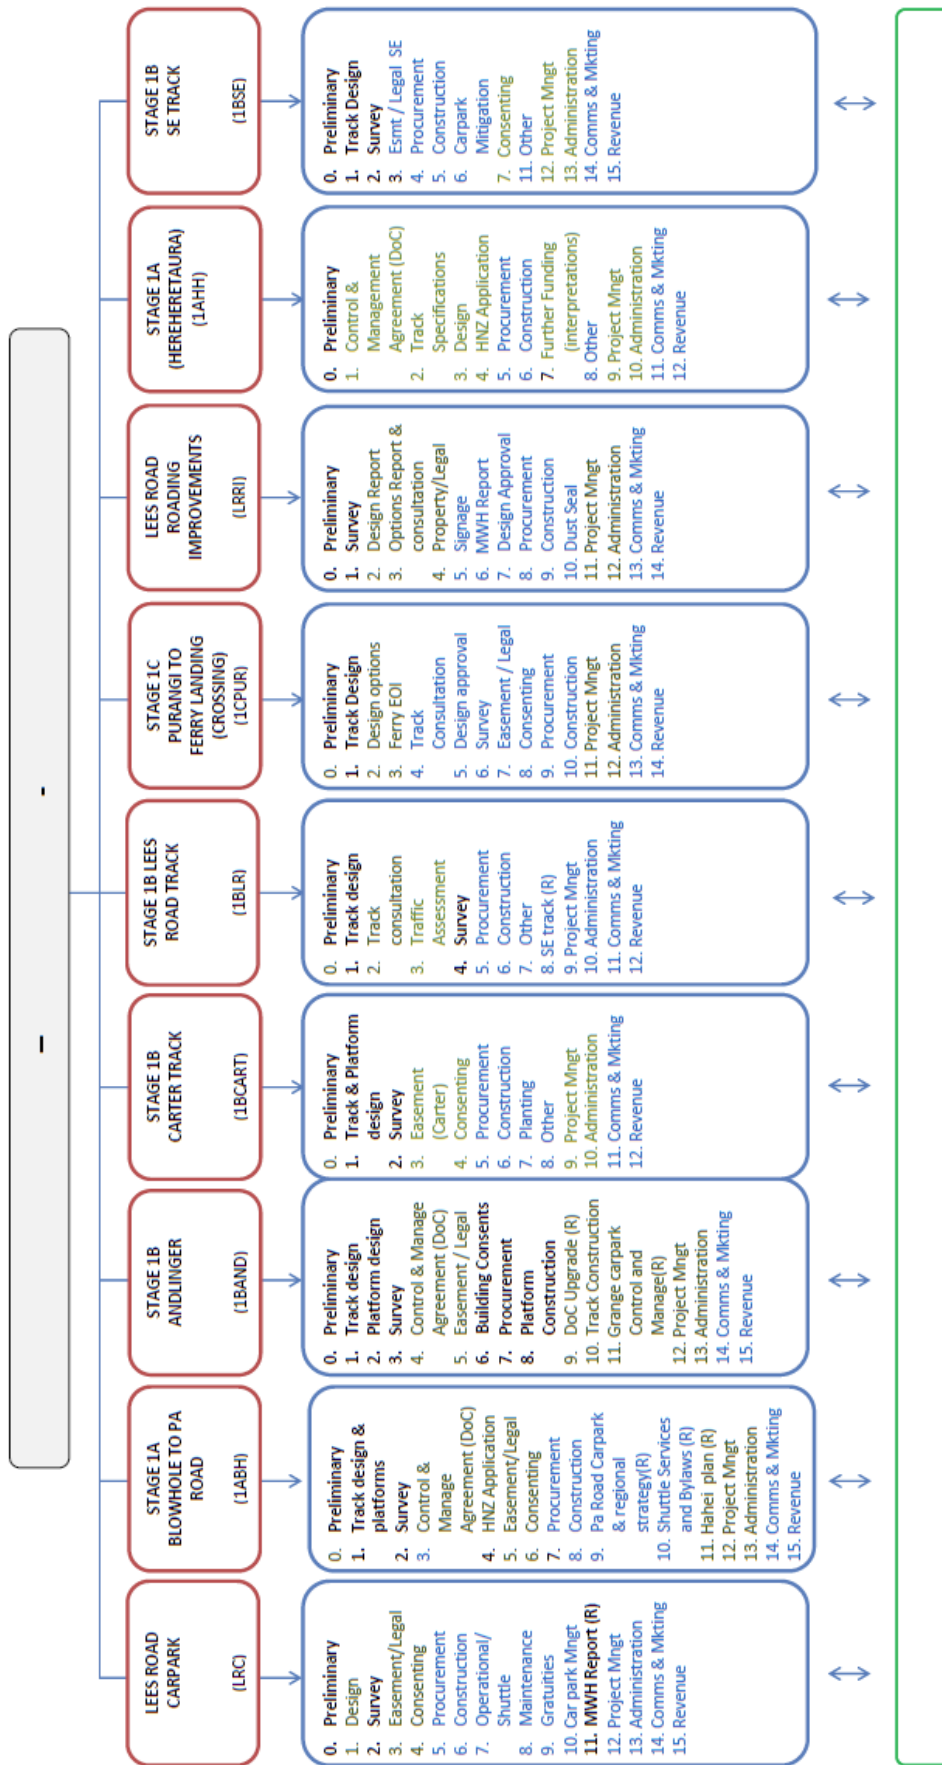 –
-
LEES ROAD
CARPARK
(LRC)
0. Preliminary
1. Design
2. Survey
3. Easement/Legal
4. Consenting
5. Procurement
6. Construction
7. Operational/
Shuttle
8. Maintenance
9. Gratuities
10. Car park Mngt
11. MWH Report (R)
12. Project Mngt
13. Administration
14. Comms & Mkting
15. Revenue
STAGE 1A
BLOWHOLE TO PA
ROAD
(1ABH)
0. Preliminary
1. Track design &
platforms
2. Survey
3. Control &
Manage
Agreement (DoC)
4. HNZ Application
5. Easement/Legal
6. Consenting
7. Procurement
8. Construction
9. Pa Road Carpark
& regional
strategy(R)
10. Shuttle Services
and Bylaws (R)
11. Hahei plan (R)
12. Project Mngt
13. Administration
14. Comms & Mkting
15. Revenue
STAGE 1B
ANDLINGER
(1BAND)
0. Preliminary
1. Track design
2. Platform design
3. Survey
4. Control & Manage
Agreement (DoC)
5. Easement / Legal
6. Building Consents
7. Procurement
8. Platform
Construction
9. DoC Upgrade (R)
10. Track Construction
11. Grange carpark
Control and
Manage(R)
12. Project Mngt
13. Administration
14. Comms & Mkting
15. Revenue
STAGE 1B
CARTER TRACK
(1BCART)
0. Preliminary
1. Track & Platform
design
2. Survey
3. Easement
(Carter)
4. Consenting
5. Procurement
6. Construction
7. Planting
8. Other
9. Project Mngt
10. Administration
11. Comms & Mkting
12. Revenue
STAGE 1B LEES
ROAD TRACK
(1BLR)
0. Preliminary
1. Track design
2. Track
consultation
3. Traffic
Assessment
4. Survey
5. Procurement
6. Construction
7. Other
8. SE track (R)
9. Project Mngt
10. Administration
11. Comms & Mkting
12. Revenue
STAGE 1C
PURANGI TO
FERRY LANDING
(CROSSING)
(1CPUR)
0. Preliminary
1. Track Design
2. Design options
3. Ferry EOI
4. Track
Consultation
5. Design approval
6. Survey
7. Easement / Legal
8. Consenting
9. Procurement
10. Construction
11. Project Mngt
12. Administration
13. Comms & Mkting
14. Revenue
LEES ROAD
ROADING
IMPROVEMENTS
(LRRI)
0. Preliminary
1. Survey
2. Design Report
3. Options Report &
consultation
4. Property/Legal
5. Signage
6. MWH Report
7. Design Approval
8. Procurement
9. Construction
10. Dust Seal
11. Project Mngt
12. Administration
13. Comms & Mkting
14. Revenue
STAGE 1A
(HEREHERETAURA)
(1AHH)
0. Preliminary
1. Control &
Management
Agreement (DoC)
2. Track
Specifications
3. Design
4. HNZ Application
5. Procurement
6. Construction
7. Further Funding
(interpretations)
8. Other
9. Project Mngt
10. Administration
11. Comms & Mkting
12. Revenue
STAGE 1B
SE TRACK
(1BSE)
0. Preliminary
1. Track Design
2. Survey
3. Esmt / Legal SE
4. Procurement
5. Construction
6. Carpark
Mitigation
7. Consenting
11. Other
12. Project Mngt
13. Administration
14. Comms & Mkting
15. Revenue